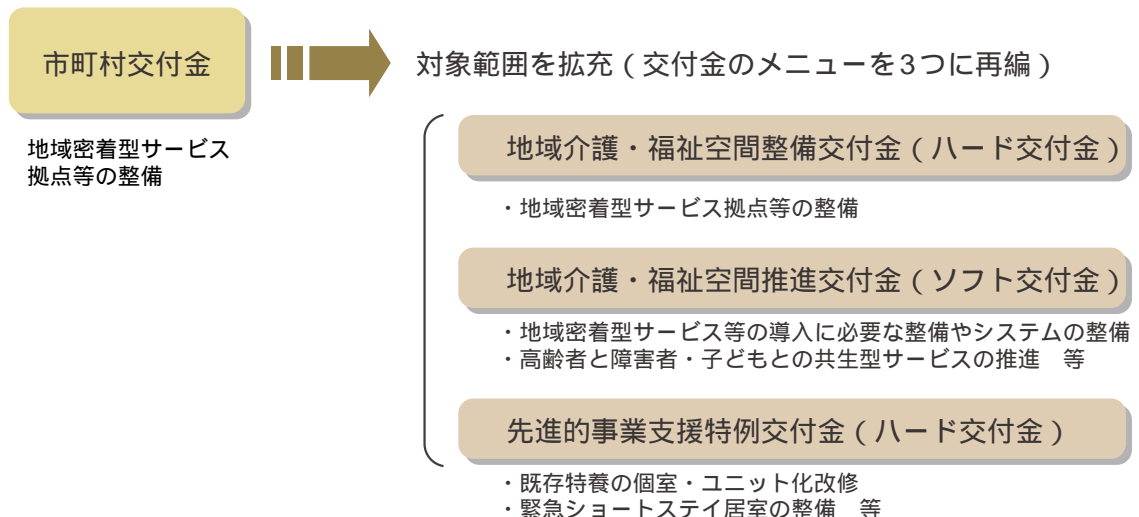 市町村交付金
対象範囲を拡充（交付金のメニューを3つに再編）
地域密着型サービス
拠点等の整備
地域介護・福祉空間整備交付金（ハード交付金）
・地域密着型サービス拠点等の整備
地域介護・福祉空間推進交付金（ソフト交付金）
・地域密着型サービス等の導入に必要な整備やシステムの整備
・高齢者と障害者・子どもとの共生型サービスの推進　等
先進的事業支援特例交付金（ハード交付金）
・既存特養の個室・ユニット化改修
・緊急ショートステイ居室の整備　等